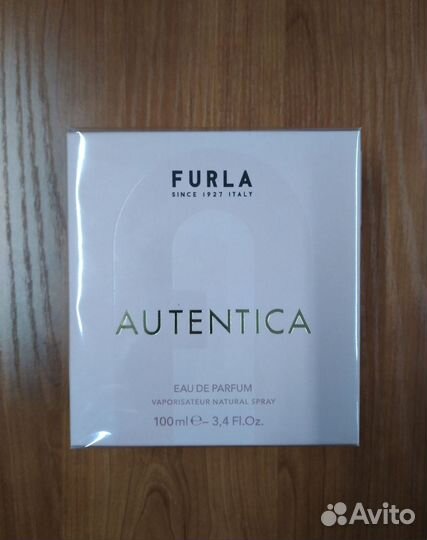 FURLA
SINCE 1927 ITALY
AUTENTICA
EAU DE PARFUM
VAPORISATEUR NATURAL SPRAY
100ml ℮– 3,4 Fl.Oz.
Avito